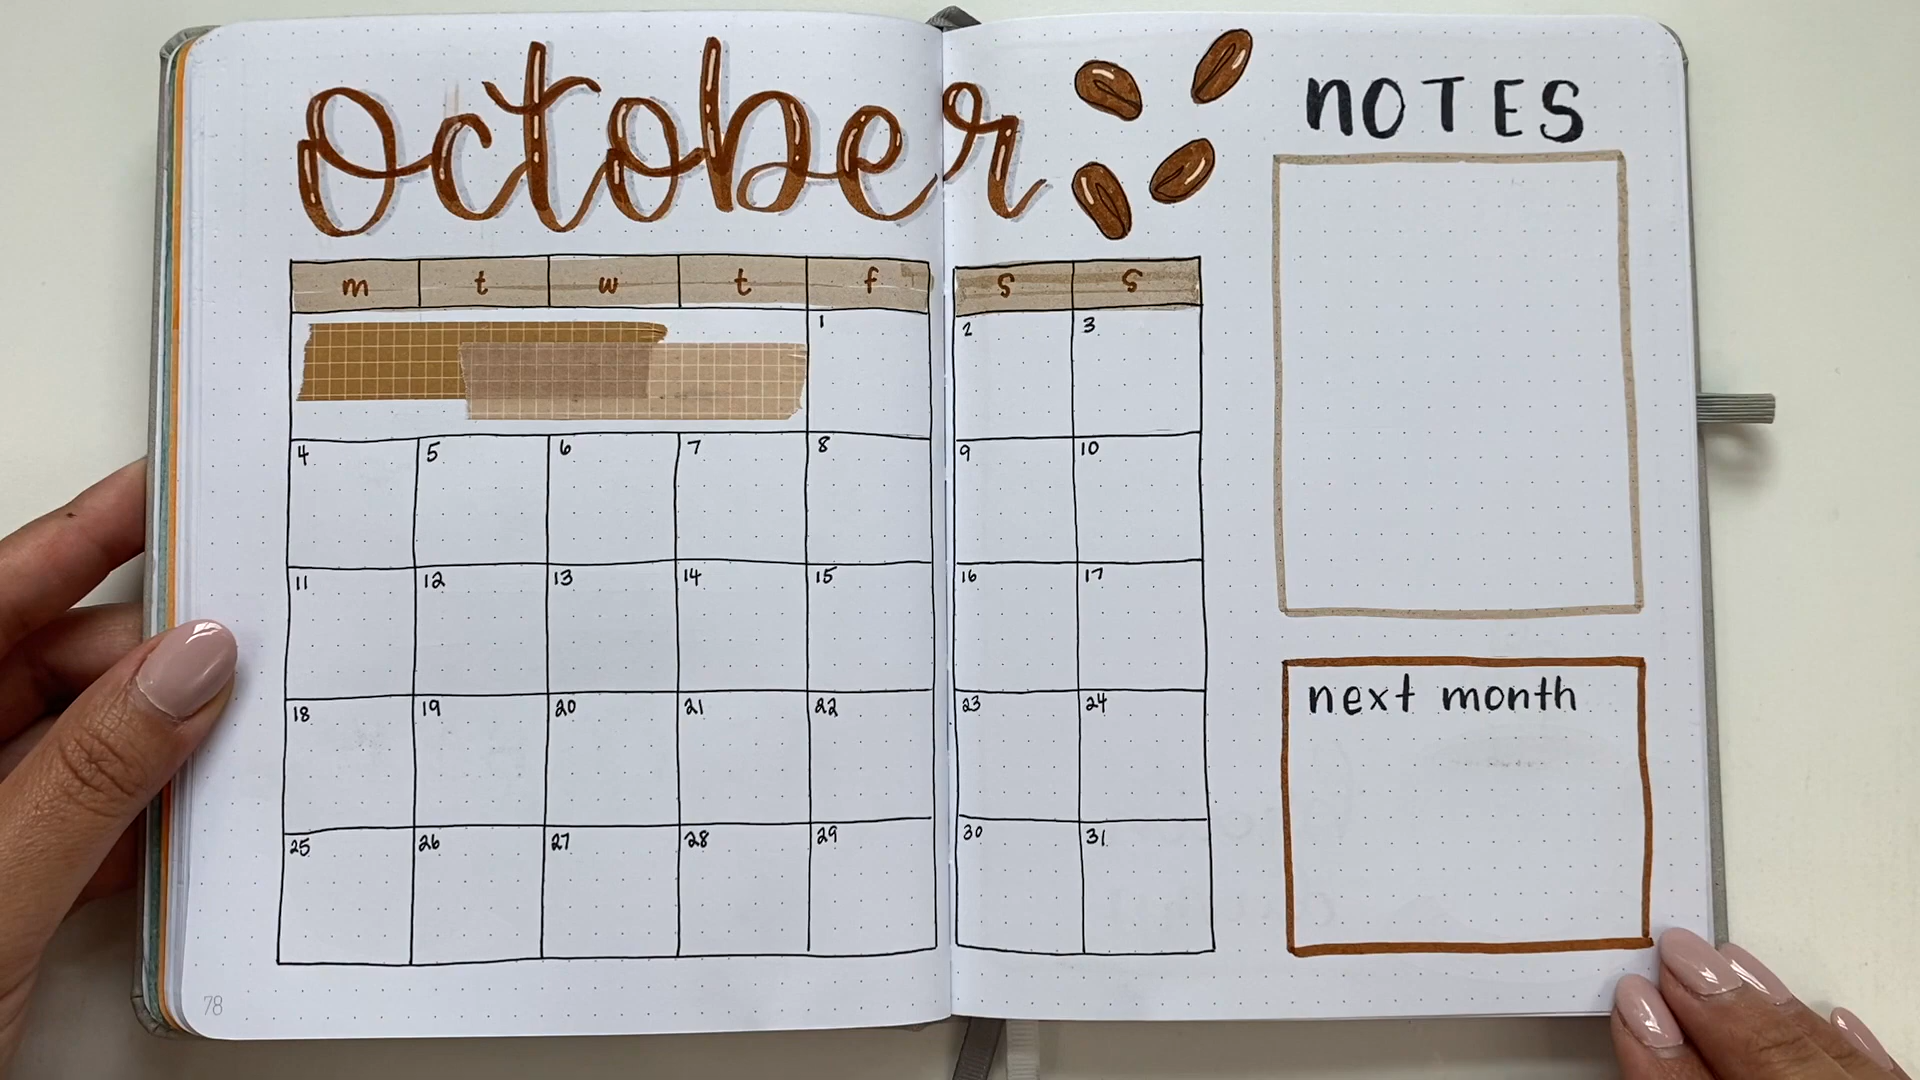 october
NOTES
m t w t f s s
1 2 3
4 5 6 7 8 9 10
11 12 13 14 15 16 17
18 19 20 21 22 23 24
25 26 27 28 29 30 31
next month
78